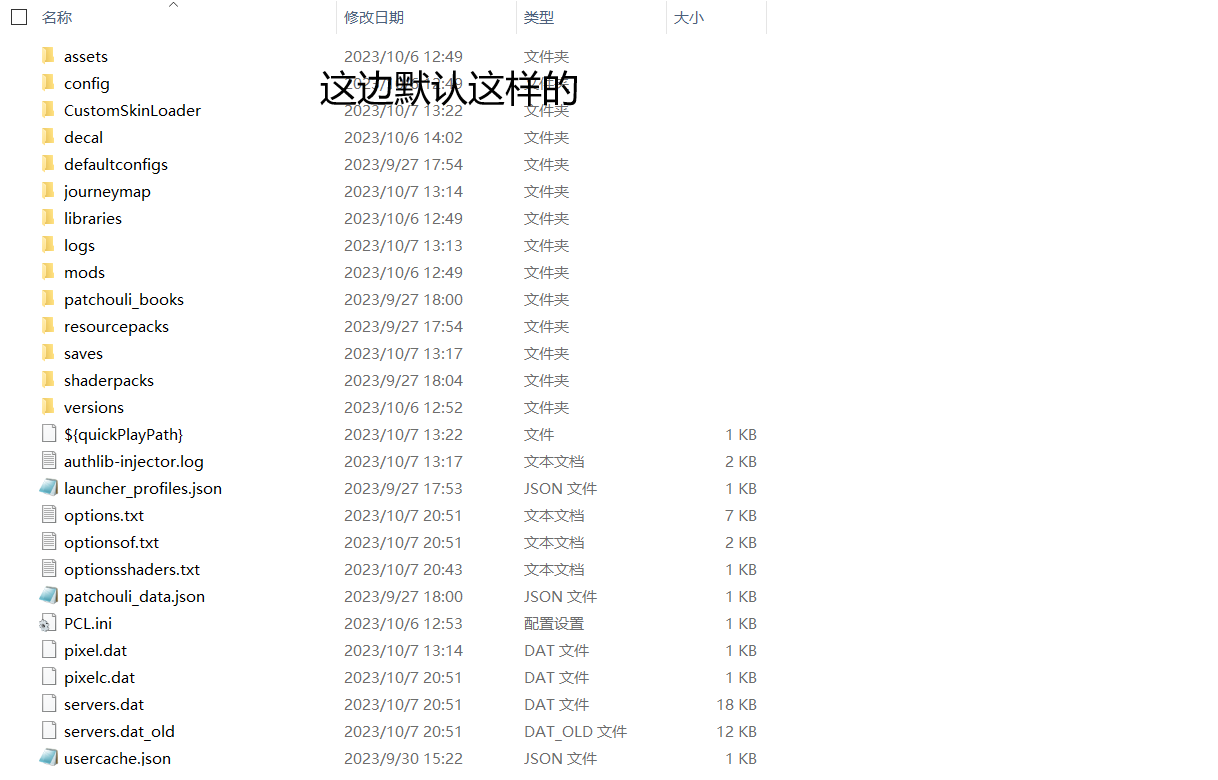 名称 修改日期 类型 大小
assets 2023/10/6 12:49 文件夹
config 2023/10/6 12:49 文件夹
这边默认这样的
CustomSkinLoader 2023/10/7 13:22 文件夹
decal 2023/10/6 14:02 文件夹
defaultconfigs 2023/9/27 17:54 文件夹
journeymap 2023/10/7 13:14 文件夹
libraries 2023/10/6 12:49 文件夹
logs 2023/10/7 13:13 文件夹
mods 2023/10/6 12:49 文件夹
patchouli_books 2023/9/27 18:00 文件夹
resourcepacks 2023/9/27 17:54 文件夹
saves 2023/10/7 13:17 文件夹
shaderpacks 2023/9/27 18:04 文件夹
versions 2023/10/6 12:52 文件夹
${quickPlayPath} 2023/10/7 13:22 文件 1 KB
authlib-injector.log 2023/10/7 13:17 文本文档 2 KB
launcher_profiles.json 2023/9/27 17:53 JSON 文件 1 KB
options.txt 2023/10/7 20:51 文本文档 7 KB
optionsof.txt 2023/10/7 20:51 文本文档 2 KB
optionsshaders.txt 2023/10/7 20:43 文本文档 1 KB
patchouli_data.json 2023/9/27 18:00 JSON 文件 1 KB
PCL.ini 2023/10/6 12:53 配置设置 1 KB
pixel.dat 2023/10/7 13:14 DAT 文件 1 KB
pixelc.dat 2023/10/7 20:51 DAT 文件 1 KB
servers.dat 2023/10/7 20:51 DAT 文件 18 KB
servers.dat_old 2023/10/7 20:51 DAT_OLD 文件 12 KB
usercache.json 2023/9/30 15:22 JSON 文件 1 KB